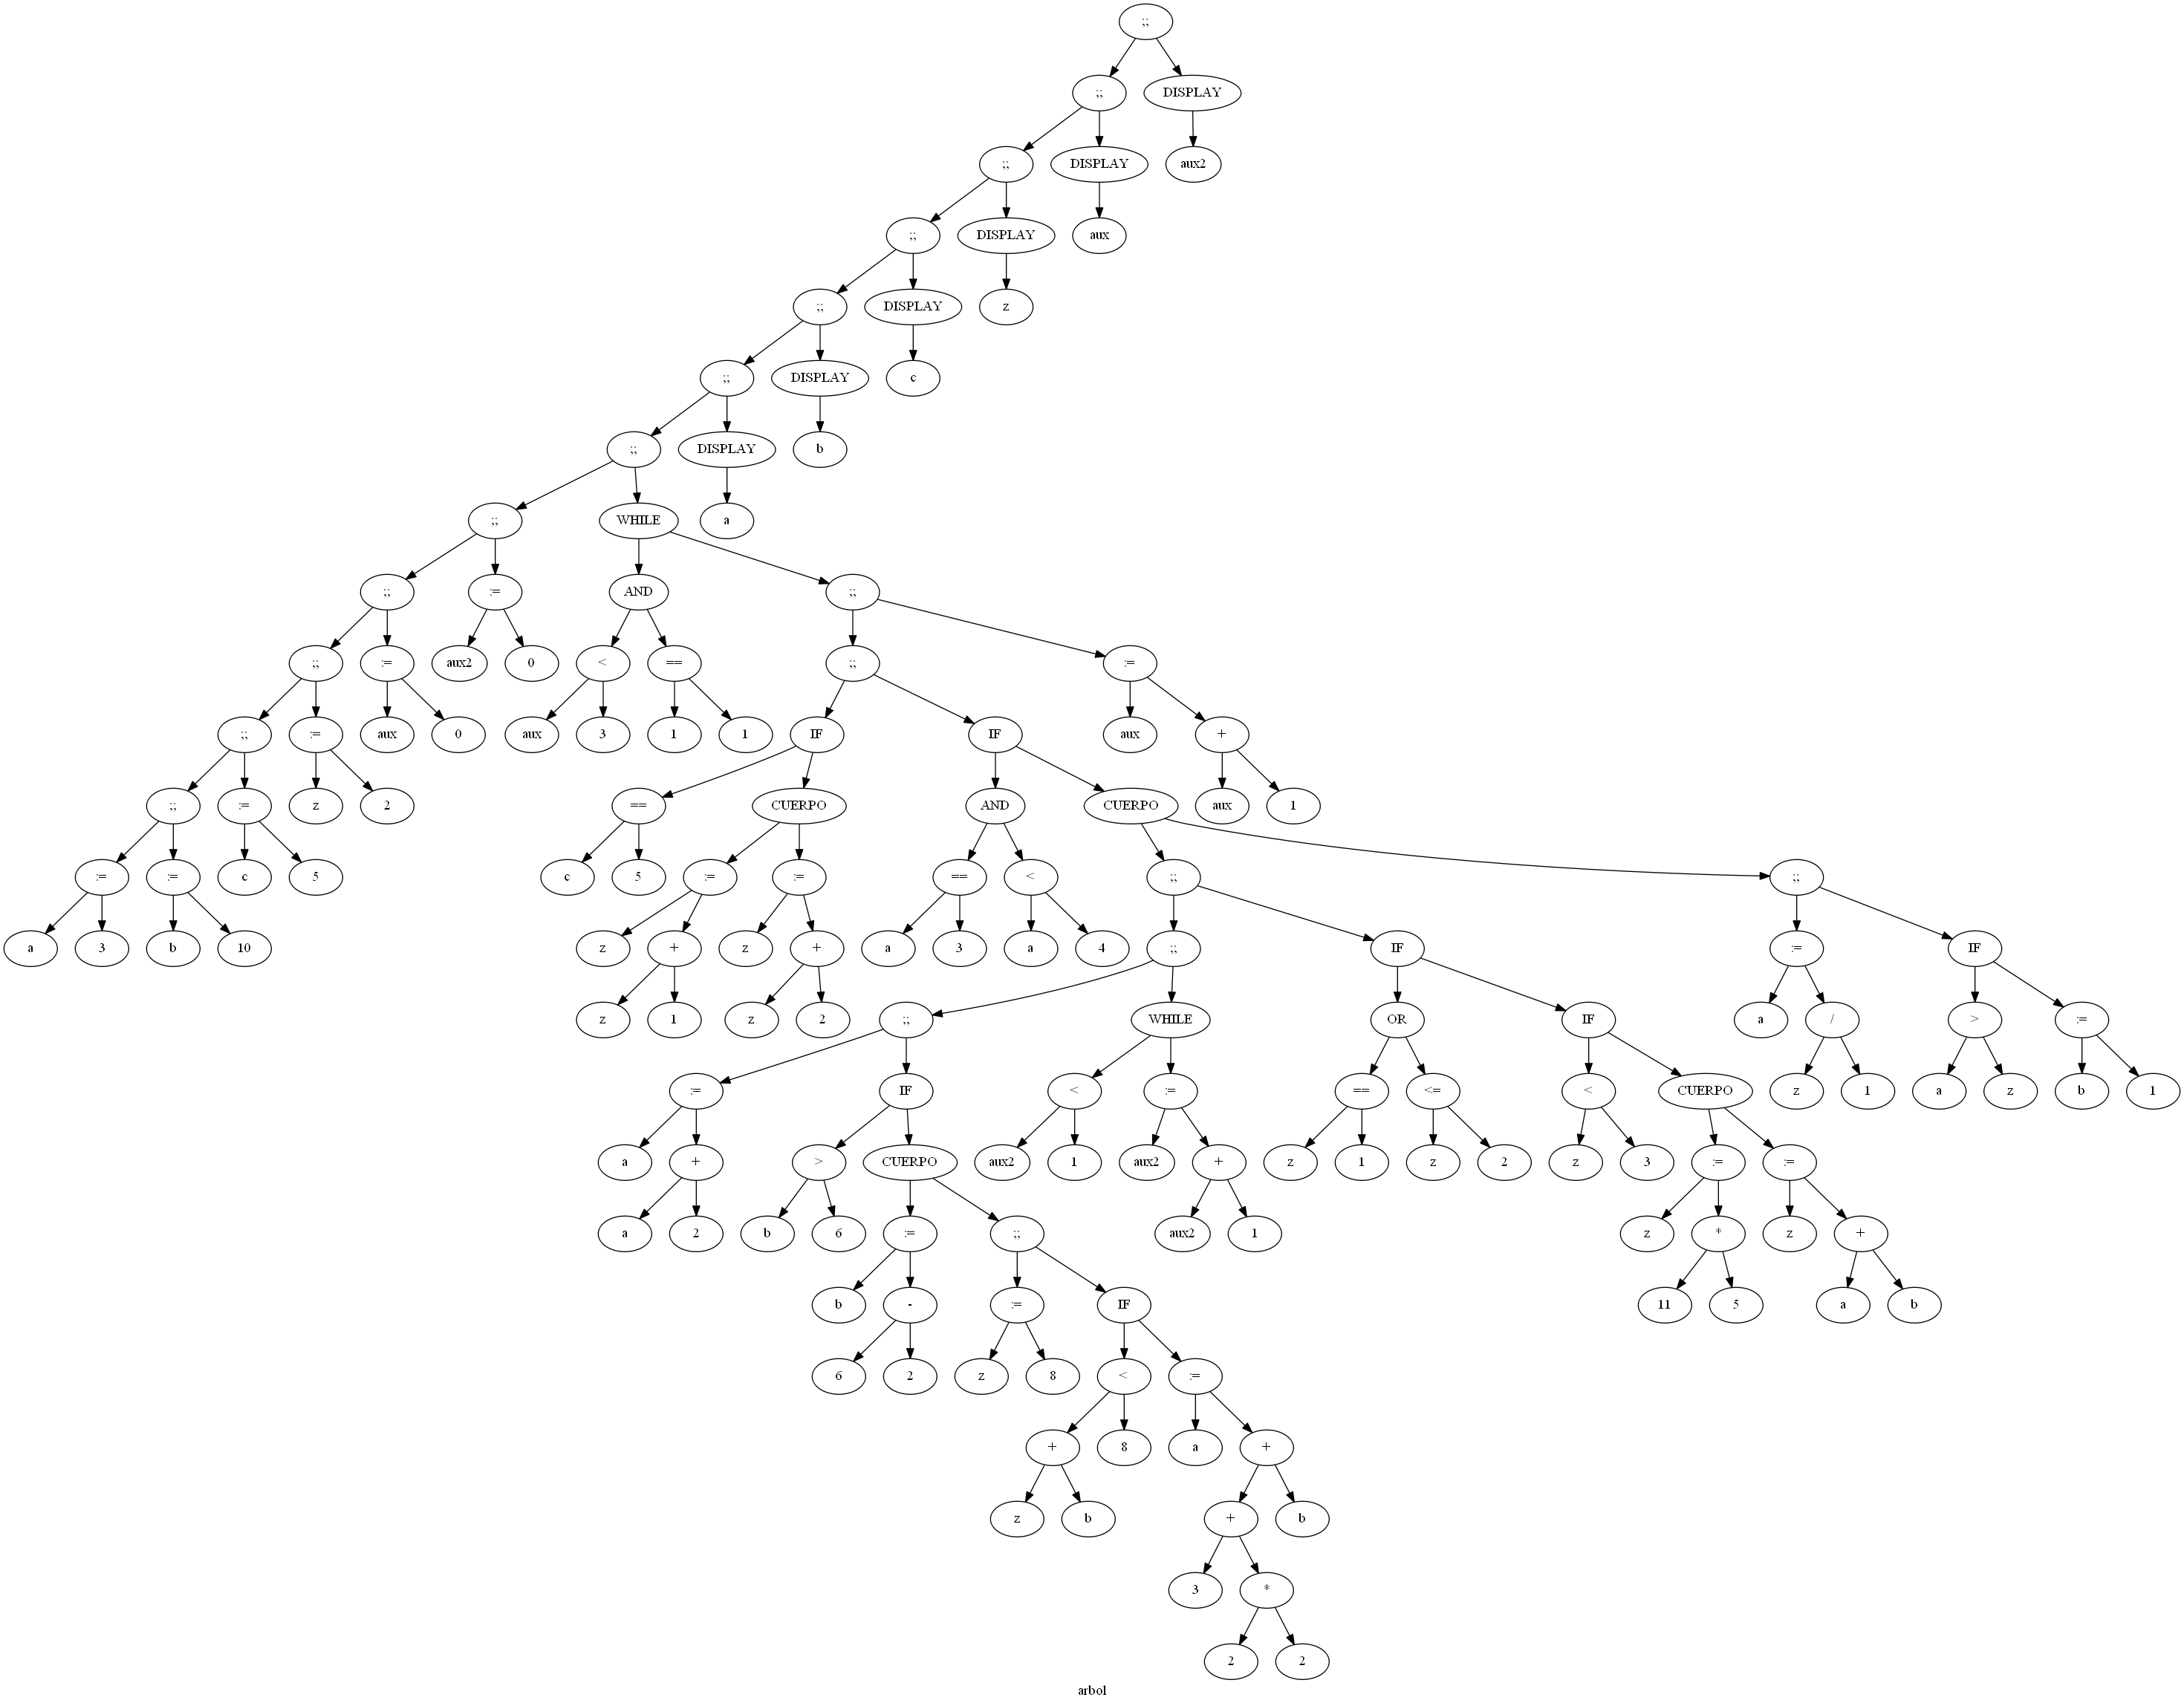 ;;
;; DISPLAY
;; DISPLAY aux2
;; DISPLAY aux
;; DISPLAY z
;; DISPLAY c
;; DISPLAY b
;; WHILE a
;; := AND ;;
;; := aux2 0 < == ;; :=
;; := aux 0 aux 3 1 1 IF IF aux +
;; := z 2 == CUERPO AND CUERPO aux 1
:= := c 5 c 5 := := == < ;; ;;
a 3 b 10 z + z + a 3 a 4 ;; IF := IF
z 1 z 2 ;; WHILE OR IF a / > :=
:= IF < := == <= < CUERPO z 1 a z b 1
a + > CUERPO aux2 1 aux2 + z 1 z 2 z 3 := :=
a 2 b 6 := ;; aux2 1 z * z +
b - := IF 11 5 a b
6 2 z 8 < :=
+ 8 a +
z b + b
3 *
2 2
arbol